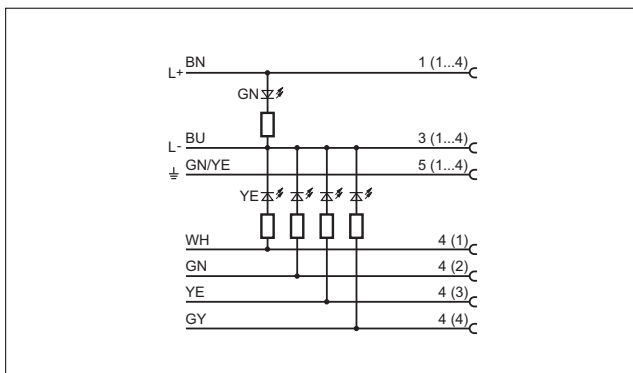 L+ BN 1 (1...4)
GN
L- BU 3 (1...4)
GN/YE 5 (1...4)
YE
WH 4 (1)
GN 4 (2)
YE 4 (3)
GY 4 (4)